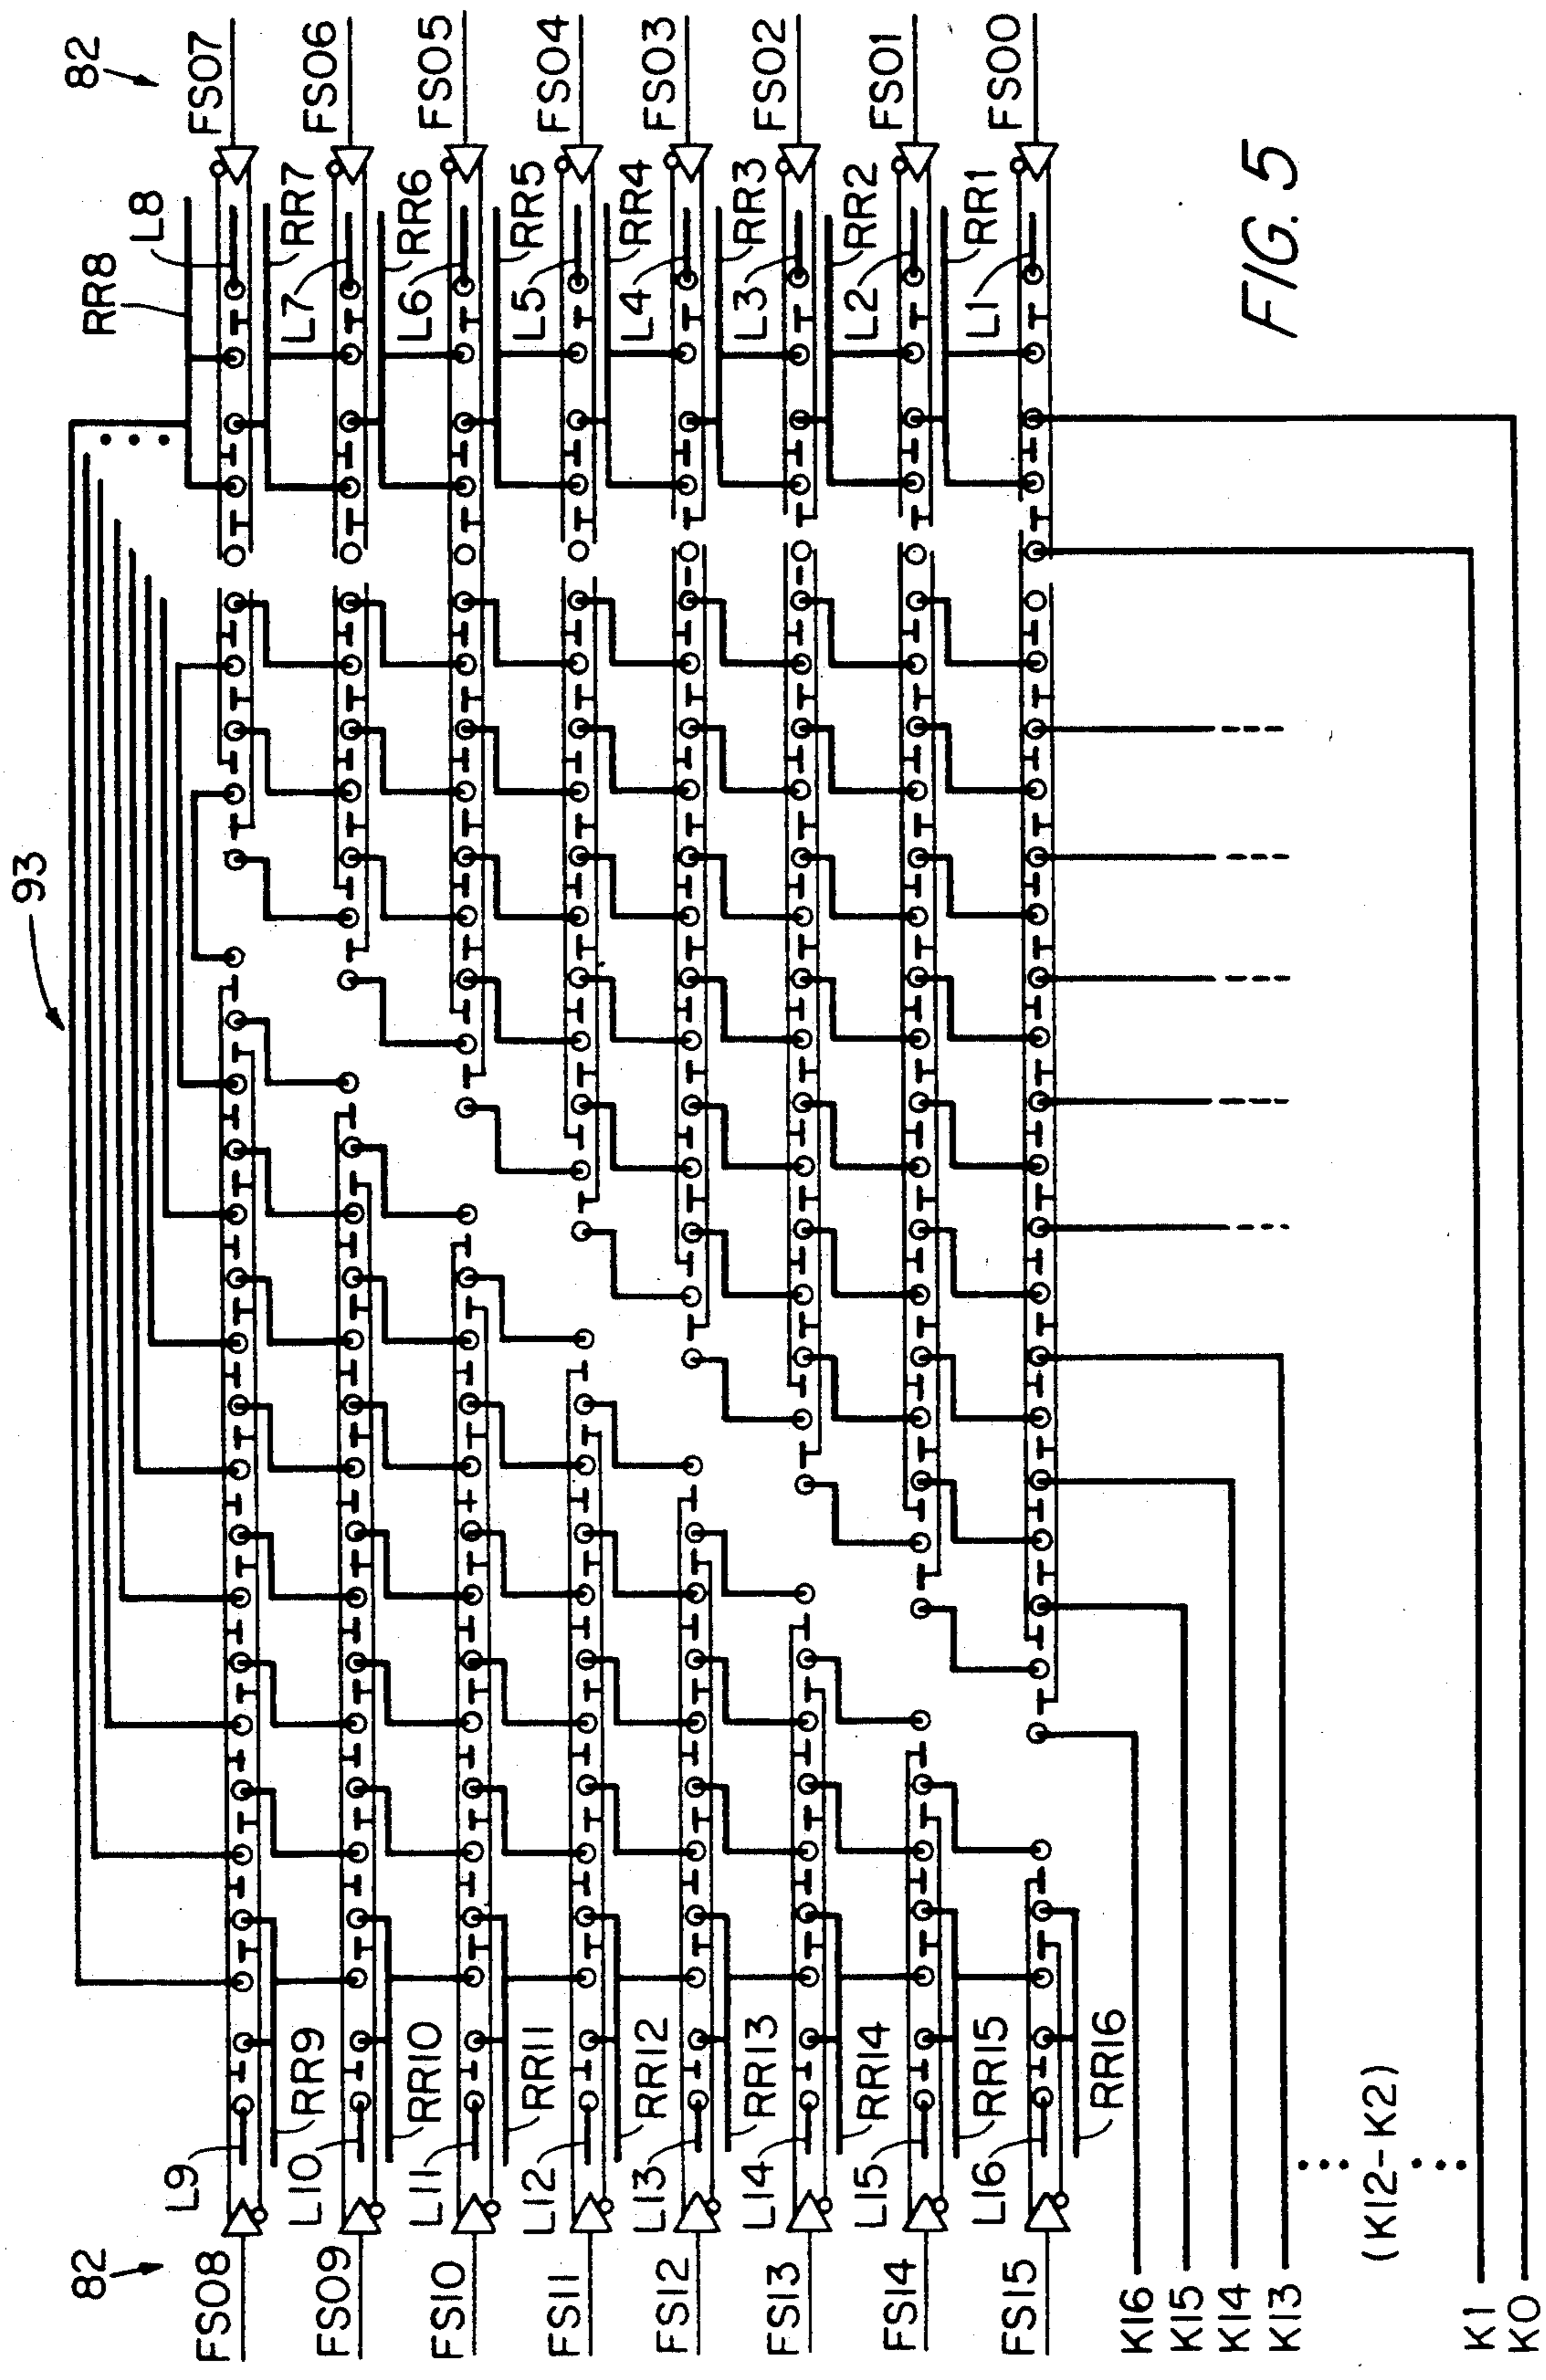 93
82
82
FS08
FS09
FS10
FS11
FS12
FS13
FS14
FS15
L9
L10
L11
L12
L13
L14
L15
L16
RR9
RR10
RR11
RR12
RR13
RR14
RR15
RR16
RR8
L8
RR7
L7
RR6
L6
RR5
L5
RR4
L4
RR3
L3
RR2
L2
RR1
L1
FS07
FS06
FS05
FS04
FS03
FS02
FS01
FS00
K16
K15
K14
K13
(K12-K2)
K1
K0
FIG. 5